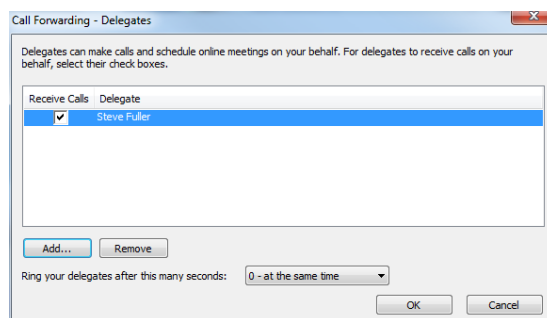 Call Forwarding - Delegates
Delegates can make calls and schedule online meetings on your behalf. For delegates to receive calls on your
behalf, select their check boxes.
Receive Calls Delegate
Steve Fuller
Add... Remove
Ring your delegates after this many seconds: 0 - at the same time
OK Cancel